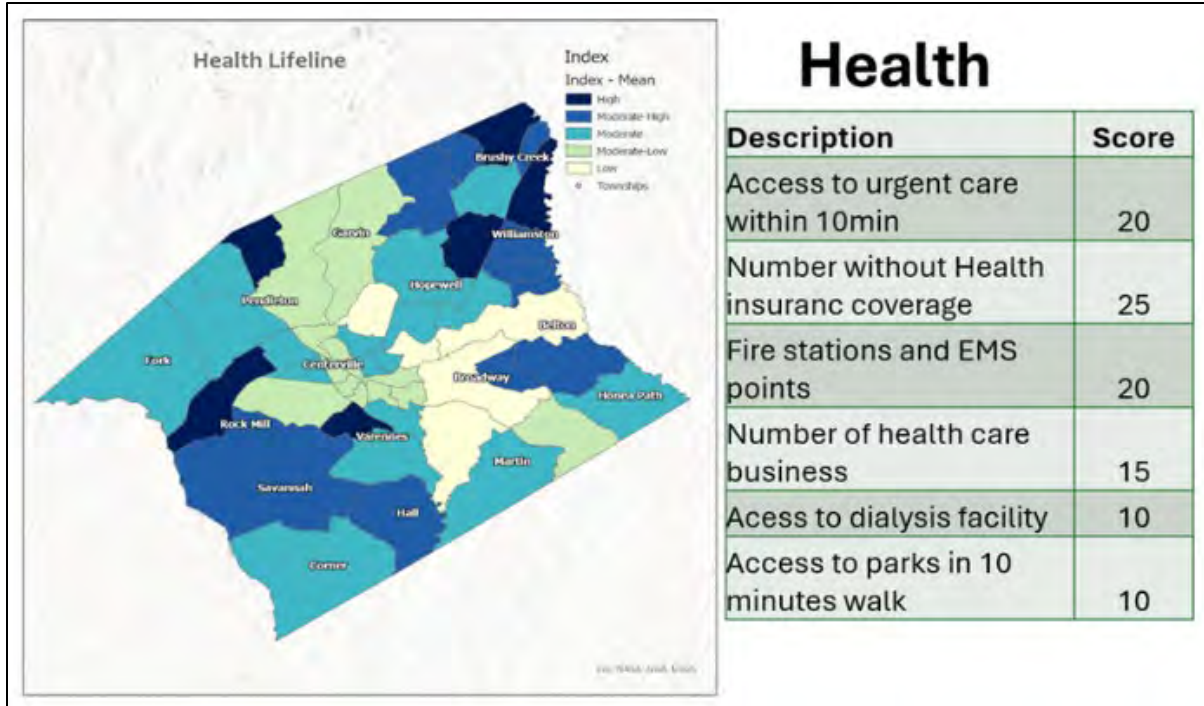 Health Lifeline
Index
Index - Mean
High
Moderate-High
Moderate
Moderate-Low
Low
Townships
Brushy Creek
Garvin
Williamston
Hopewell
Pendleton
Belton
Fork
Centerville
Broadway
Honea Path
Rock Mill
Varennes
Martin
Savannah
Hall
Corner
Health
Description Score
Access to urgent care
within 10min 20
Number without Health
insuranc coverage 25
Fire stations and EMS
points 20
Number of health care
business 15
Acess to dialysis facility 10
Access to parks in 10
minutes walk 10